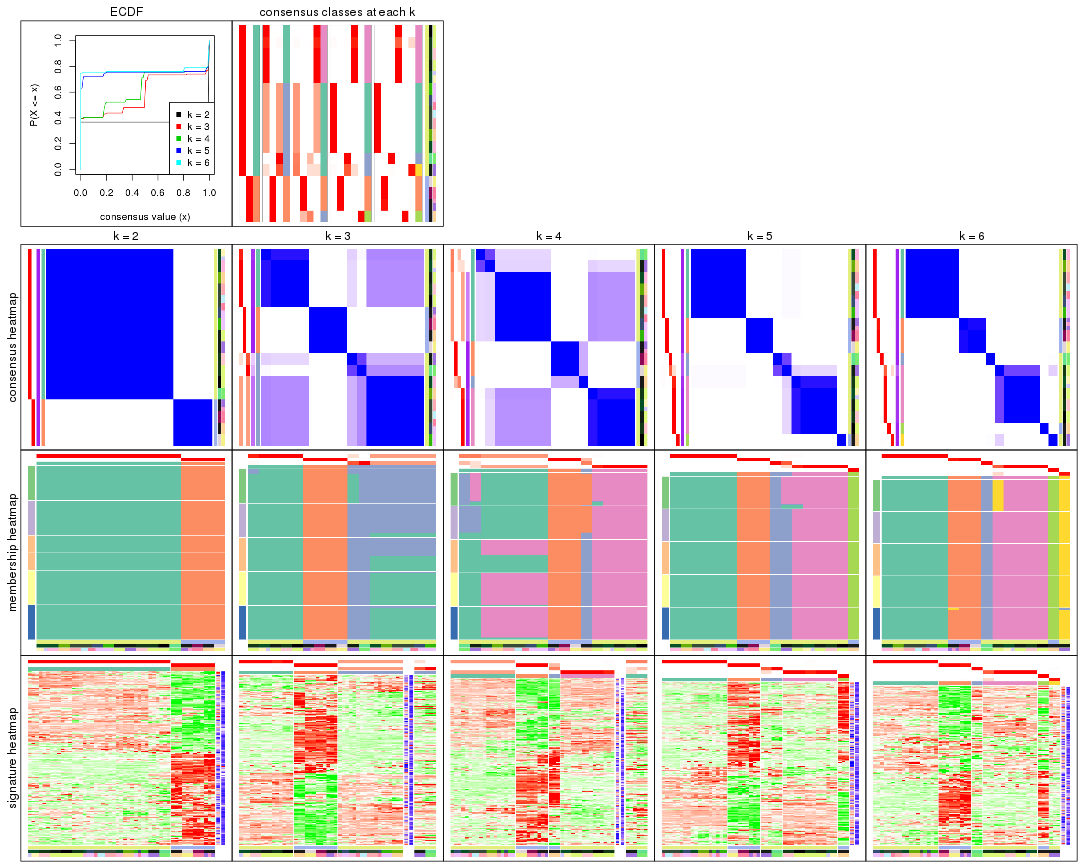 ECDF
consensus classes at each k
P(X <= x)
0.0 0.2 0.4 0.6 0.8 1.0
k = 2
k = 3
k = 4
k = 5
k = 6
0.0 0.2 0.4 0.6 0.8 1.0
consensus value (x)
k = 2 k = 3 k = 4 k = 5 k = 6
consensus heatmap
membership heatmap
signature heatmap